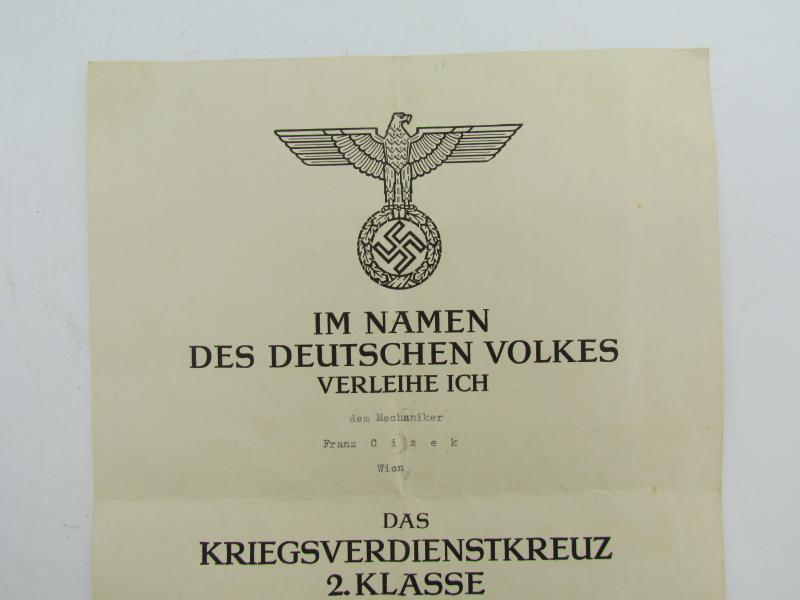 IM NAMEN
DES DEUTSCHEN VOLKES
VERLEIHE ICH
dem Mechaniker
Franz C i z e k
Wien
DAS
KRIEGSVERDIENSTKREUZ
2. KLASSE